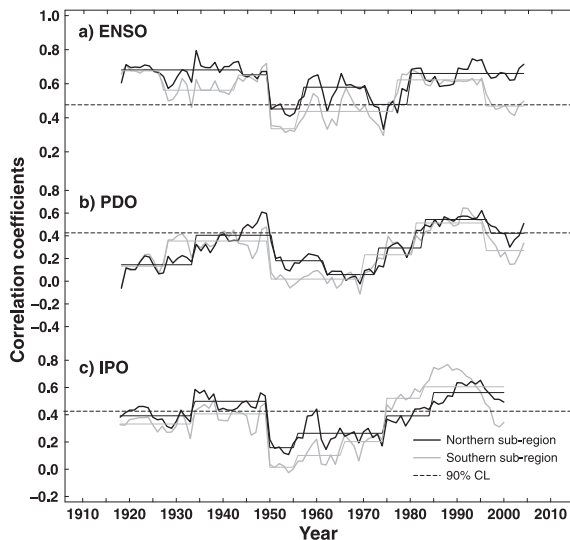 a) ENSO
1.0
0.8
0.6
0.4
0.2
b) PDO
0.8
0.6
0.4
0.2
0.0
−0.2
−0.4
c) IPO
0.8
0.6
0.4
0.2
0.0
−0.2
Correlation coefficients
Northern sub-region
Southern sub-region
90% CL
1910 1920 1930 1940 1950 1960 1970 1980 1990 2000 2010
Year